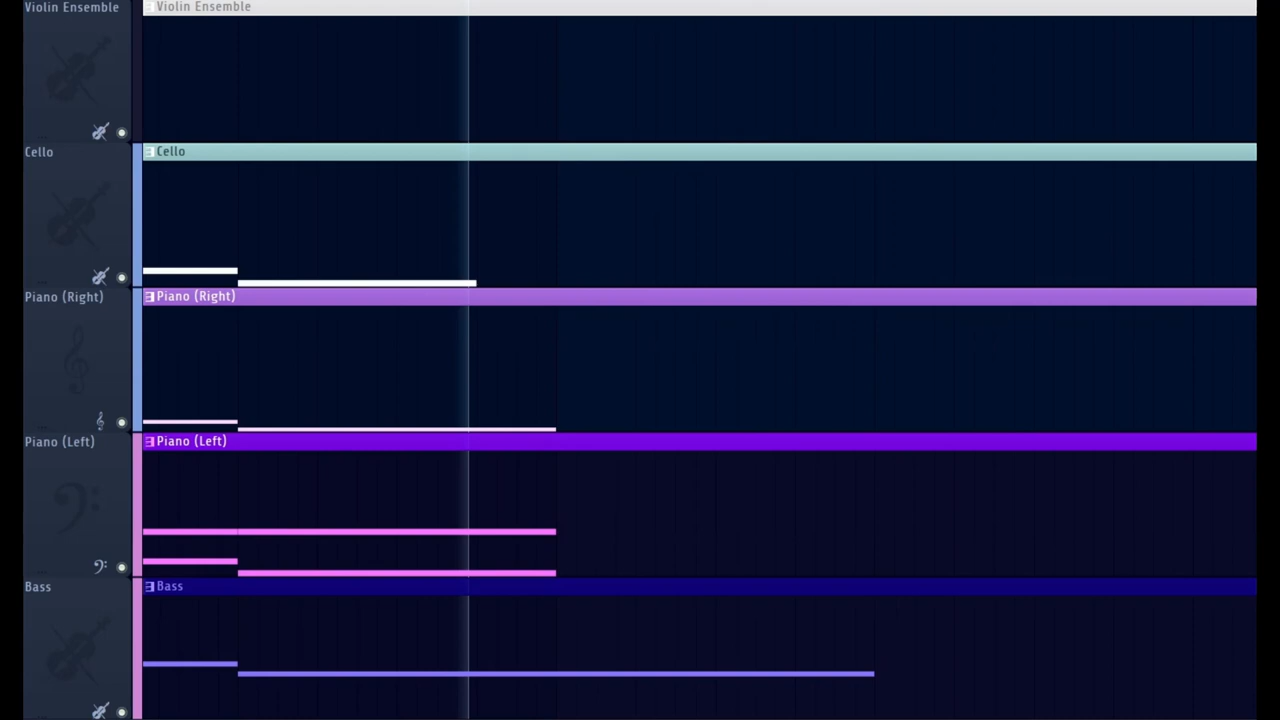 Violin Ensemble
Violin Ensemble
Cello
Cello
Piano (Right)
Piano (Right)
Piano (Left)
Piano (Left)
Bass
Bass